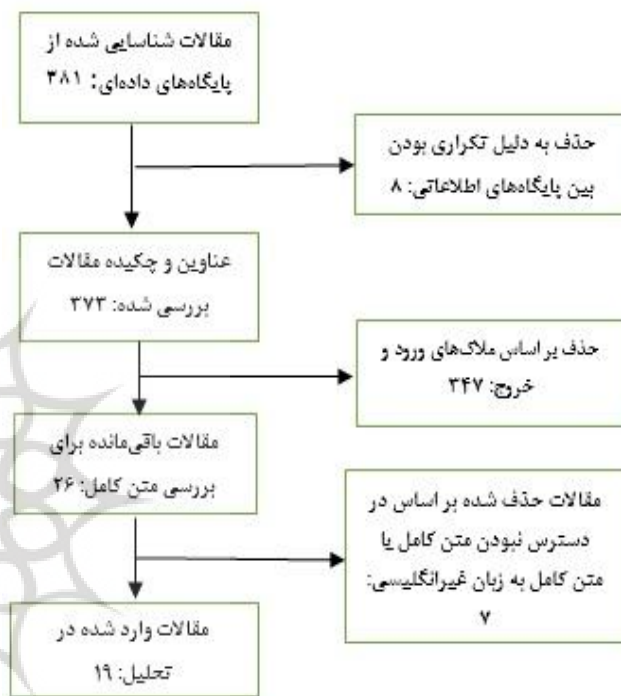 مقالات شناسایی شده از
پایگاه‌های داده‌ای: ۳۸۱
حذف به دلیل تکراری بودن
بین پایگاه‌های اطلاعاتی: ۸
عناوین و چکیده مقالات
بررسی شده: ۳۷۳
حذف بر اساس ملاک‌های ورود و
خروج: ۳۴۷
مقالات باقی‌مانده برای
بررسی متن کامل: ۲۶
مقالات حذف شده بر اساس در
دسترس نبودن متن کامل یا
متن کامل به زبان غیرانگلیسی:
۷
مقالات وارد شده در
تحلیل: ۱۹